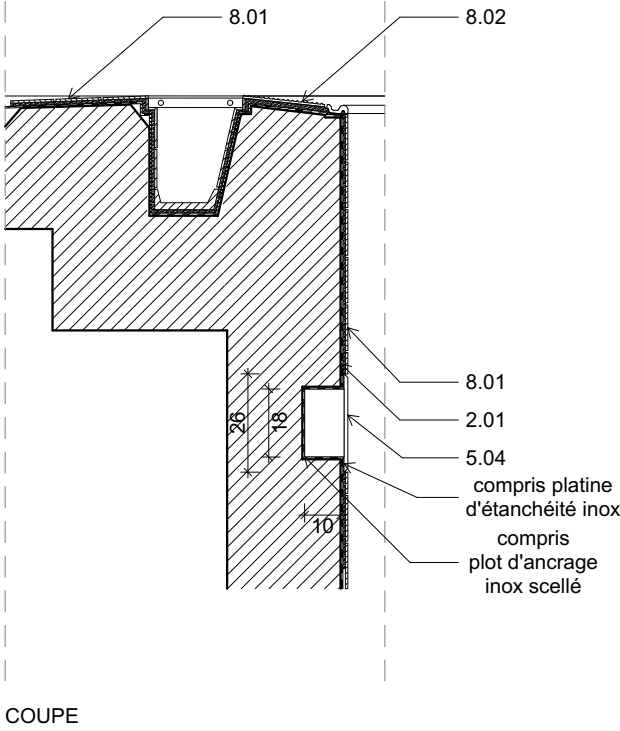 8.01
8.02
8.01
2.01
5.04
26
18
10
compris platine
d'étanchéité inox
compris
plot d'ancrage
inox scellé
COUPE